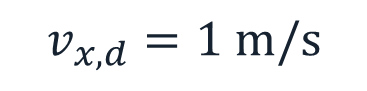 v_{x,d} = 1 m/s